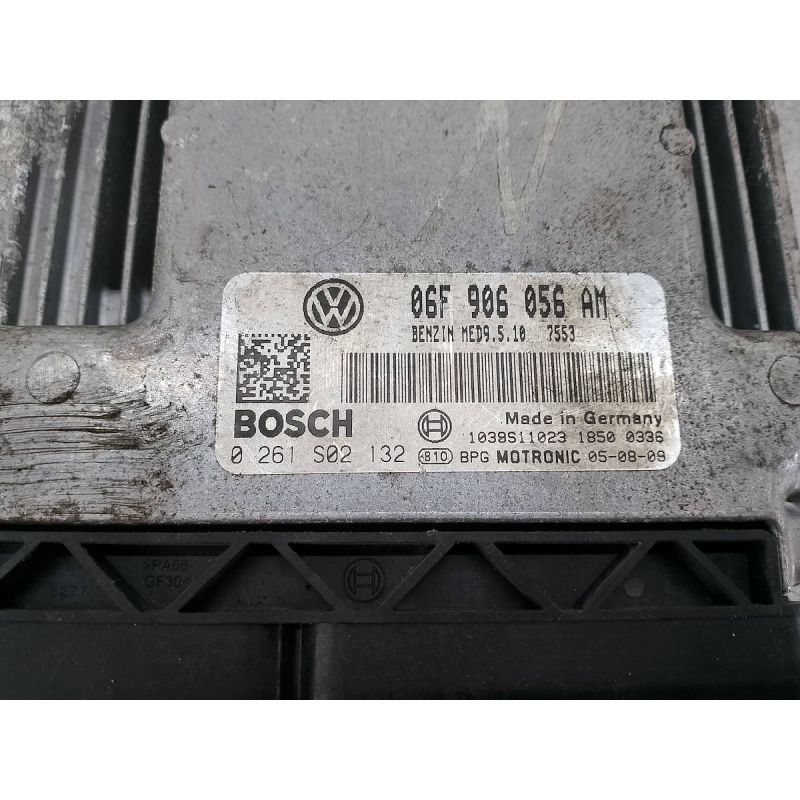 06F 906 056 AM
BENZIN MED9.5.10 7553
BOSCH
Made in Germany
1039S11023 1850 0336
0 261 S02 132 <810> BPG MOTRONIC 05-08-09
>PA66-
GF30<
6277